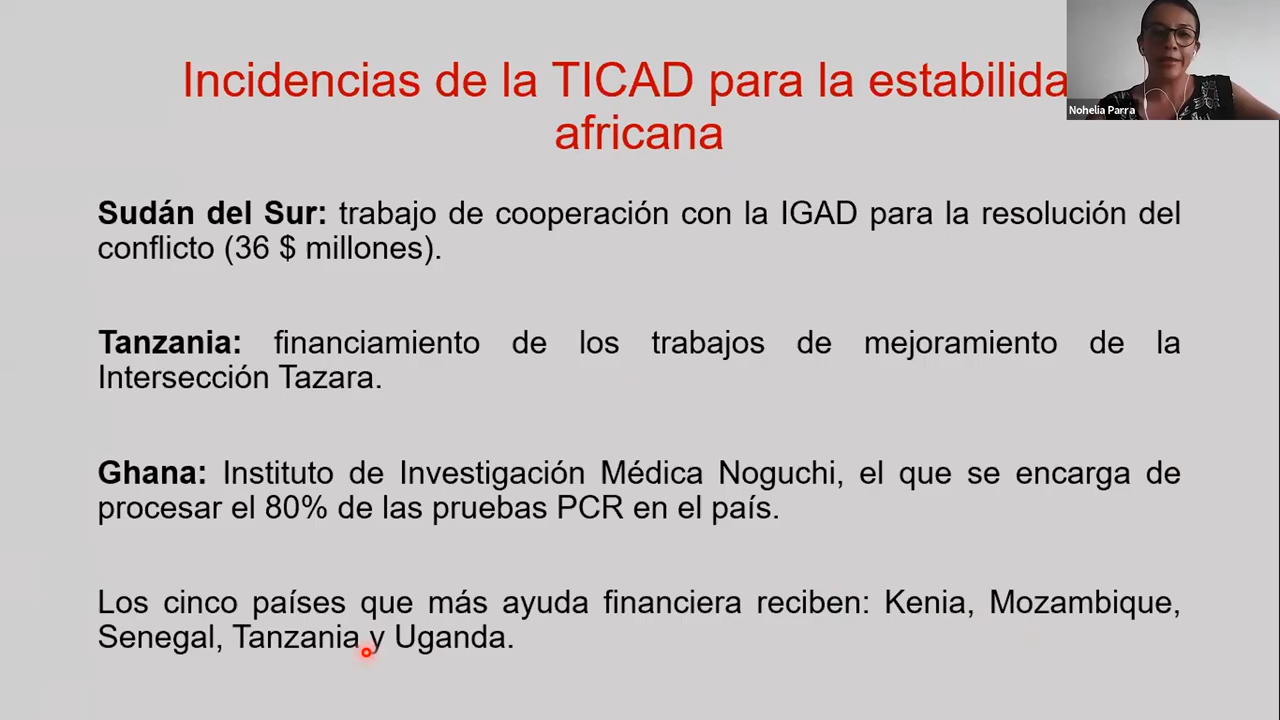 Incidencias de la TICAD para la estabilida
africana
Nohelia Parra
Sudán del Sur: trabajo de cooperación con la IGAD para la resolución del
conflicto (36 $ millones).
Tanzania: financiamiento de los trabajos de mejoramiento de la
Intersección Tazara.
Ghana: Instituto de Investigación Médica Noguchi, el que se encarga de
procesar el 80% de las pruebas PCR en el país.
Los cinco países que más ayuda financiera reciben: Kenia, Mozambique,
Senegal, Tanzania y Uganda.